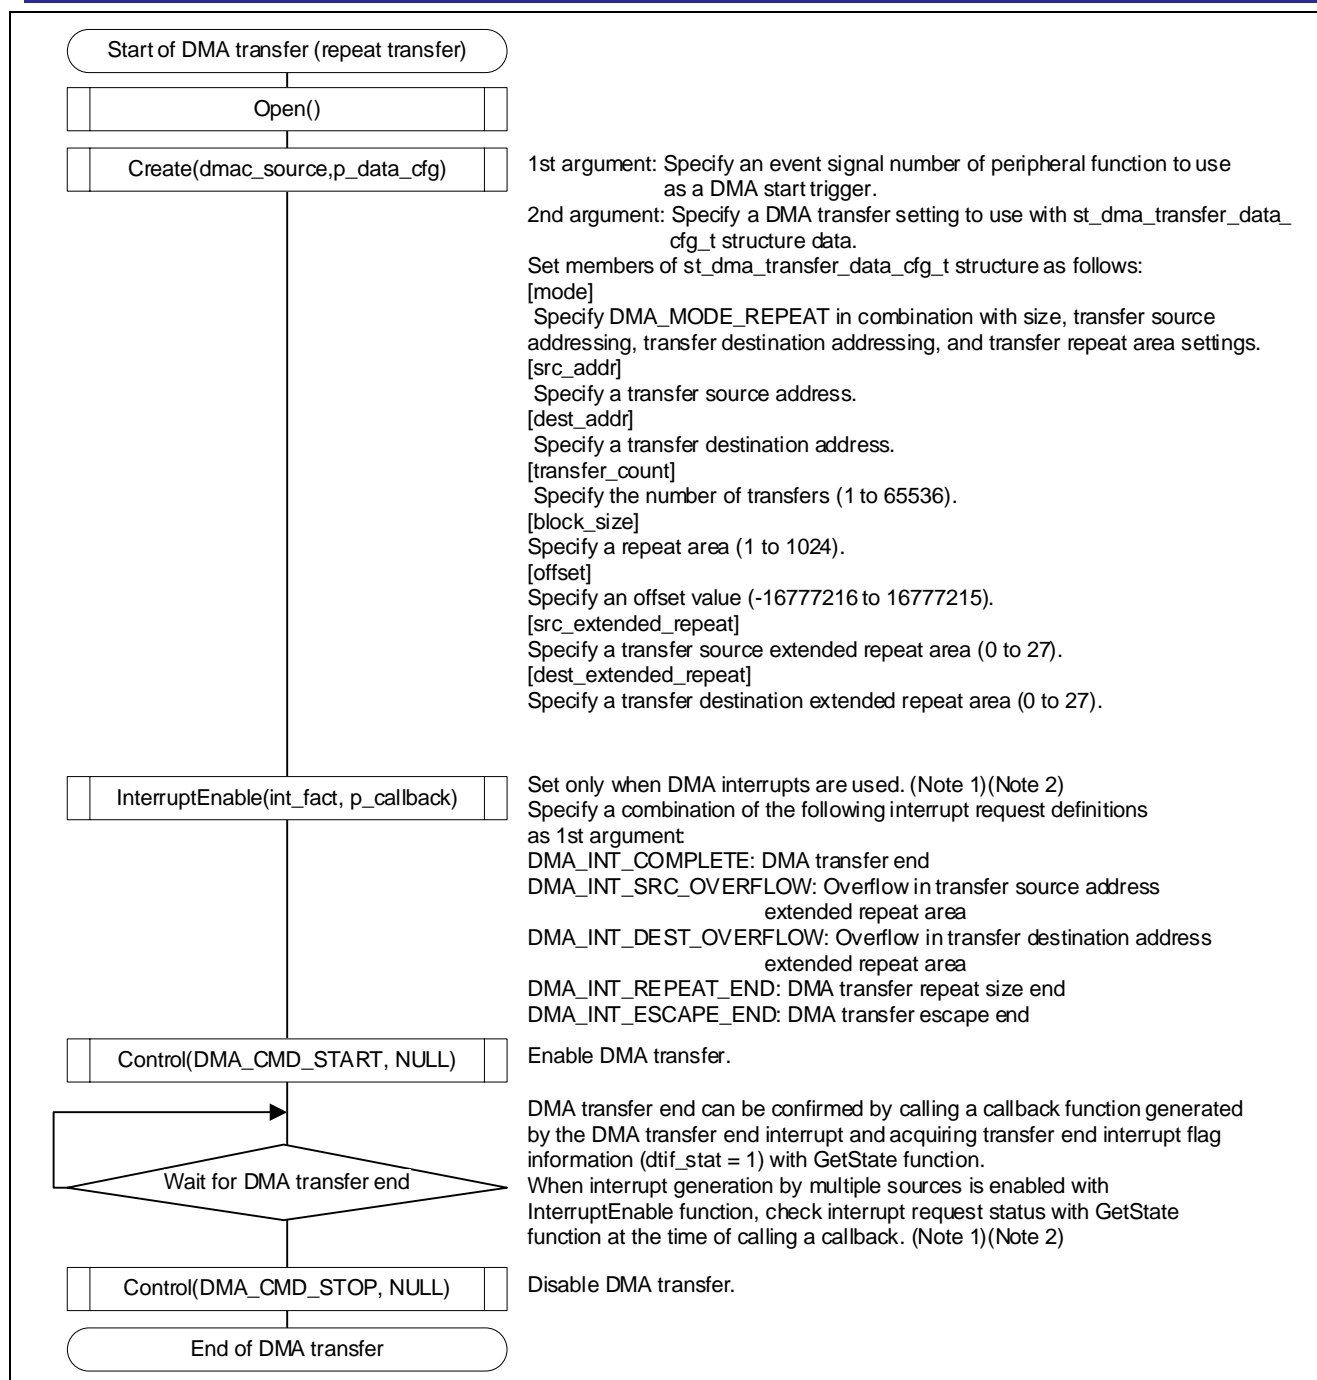 Start of DMA transfer (repeat transfer)
Open()
Create(dmac_source,p_data_cfg)
1st argument: Specify an event signal number of peripheral function to use
as a DMA start trigger.
2nd argument: Specify a DMA transfer setting to use with st_dma_transfer_data_
cfg_t structure data.
Set members of st_dma_transfer_data_cfg_t structure as follows:
[mode]
Specify DMA_MODE_REPEAT in combination with size, transfer source
addressing, transfer destination addressing, and transfer repeat area settings.
[src_addr]
Specify a transfer source address.
[dest_addr]
Specify a transfer destination address.
[transfer_count]
Specify the number of transfers (1 to 65536).
[block_size]
Specify a repeat area (1 to 1024).
[offset]
Specify an offset value (-16777216 to 16777215).
[src_extended_repeat]
Specify a transfer source extended repeat area (0 to 27).
[dest_extended_repeat]
Specify a transfer destination extended repeat area (0 to 27).
InterruptEnable(int_fact, p_callback)
Set only when DMA interrupts are used. (Note 1)(Note 2)
Specify a combination of the following interrupt request definitions
as 1st argument:
DMA_INT_COMPLETE: DMA transfer end
DMA_INT_SRC_OVERFLOW: Overflow in transfer source address
extended repeat area
DMA_INT_DEST_OVERFLOW: Overflow in transfer destination address
extended repeat area
DMA_INT_REPEAT_END: DMA transfer repeat size end
DMA_INT_ESCAPE_END: DMA transfer escape end
Control(DMA_CMD_START, NULL)
Enable DMA transfer.
Wait for DMA transfer end
DMA transfer end can be confirmed by calling a callback function generated
by the DMA transfer end interrupt and acquiring transfer end interrupt flag
information (dtif_stat = 1) with GetState function.
When interrupt generation by multiple sources is enabled with
InterruptEnable function, check interrupt request status with GetState
function at the time of calling a callback. (Note 1)(Note 2)
Control(DMA_CMD_STOP, NULL)
Disable DMA transfer.
End of DMA transfer